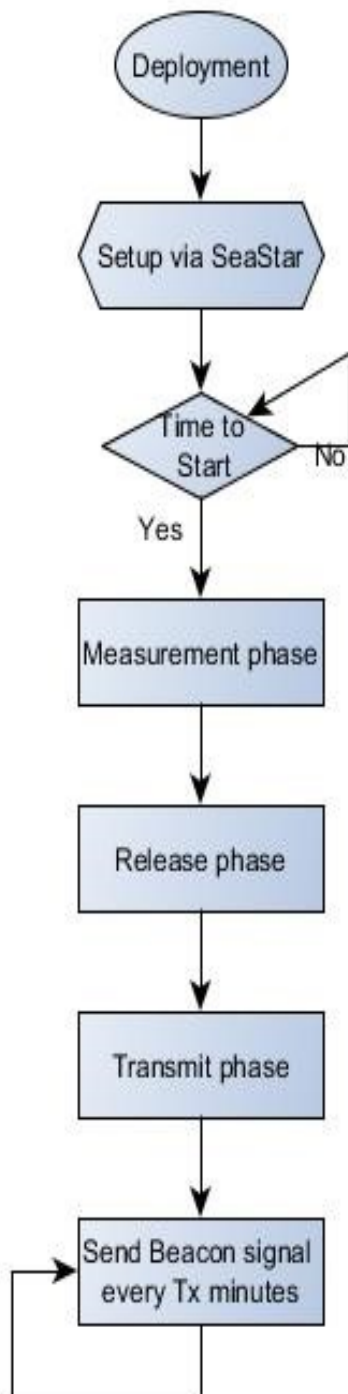 Deployment
Setup via SeaStar
Time to
Start
No
Yes
Measurement phase
Release phase
Transmit phase
Send Beacon signal
every Tx minutes